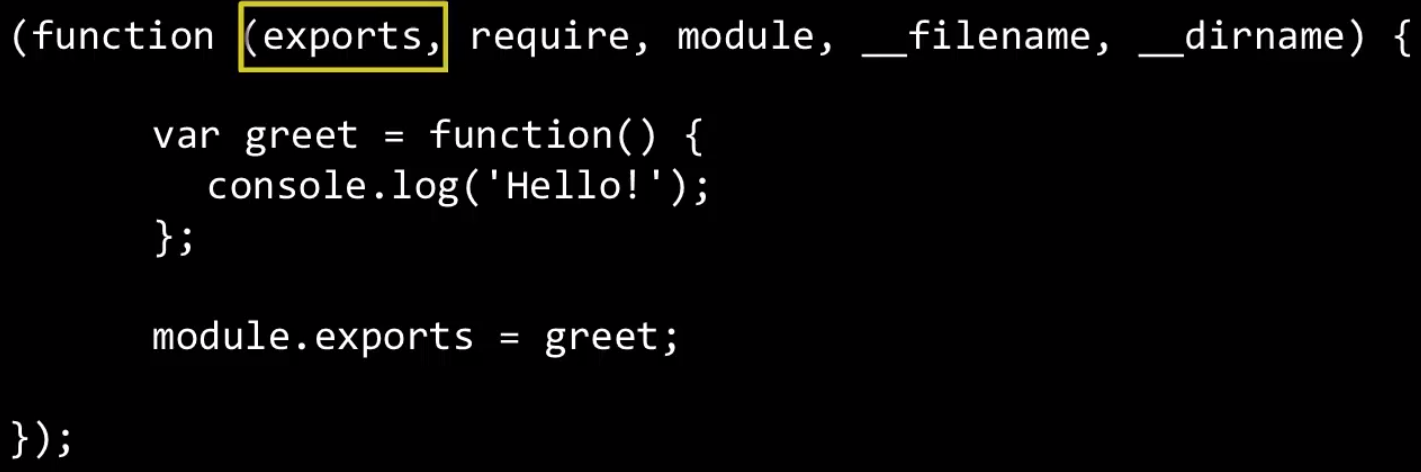 (function (exports, require, module, __filename, __dirname) {
var greet = function() {
console.log('Hello!');
};
module.exports = greet;
});